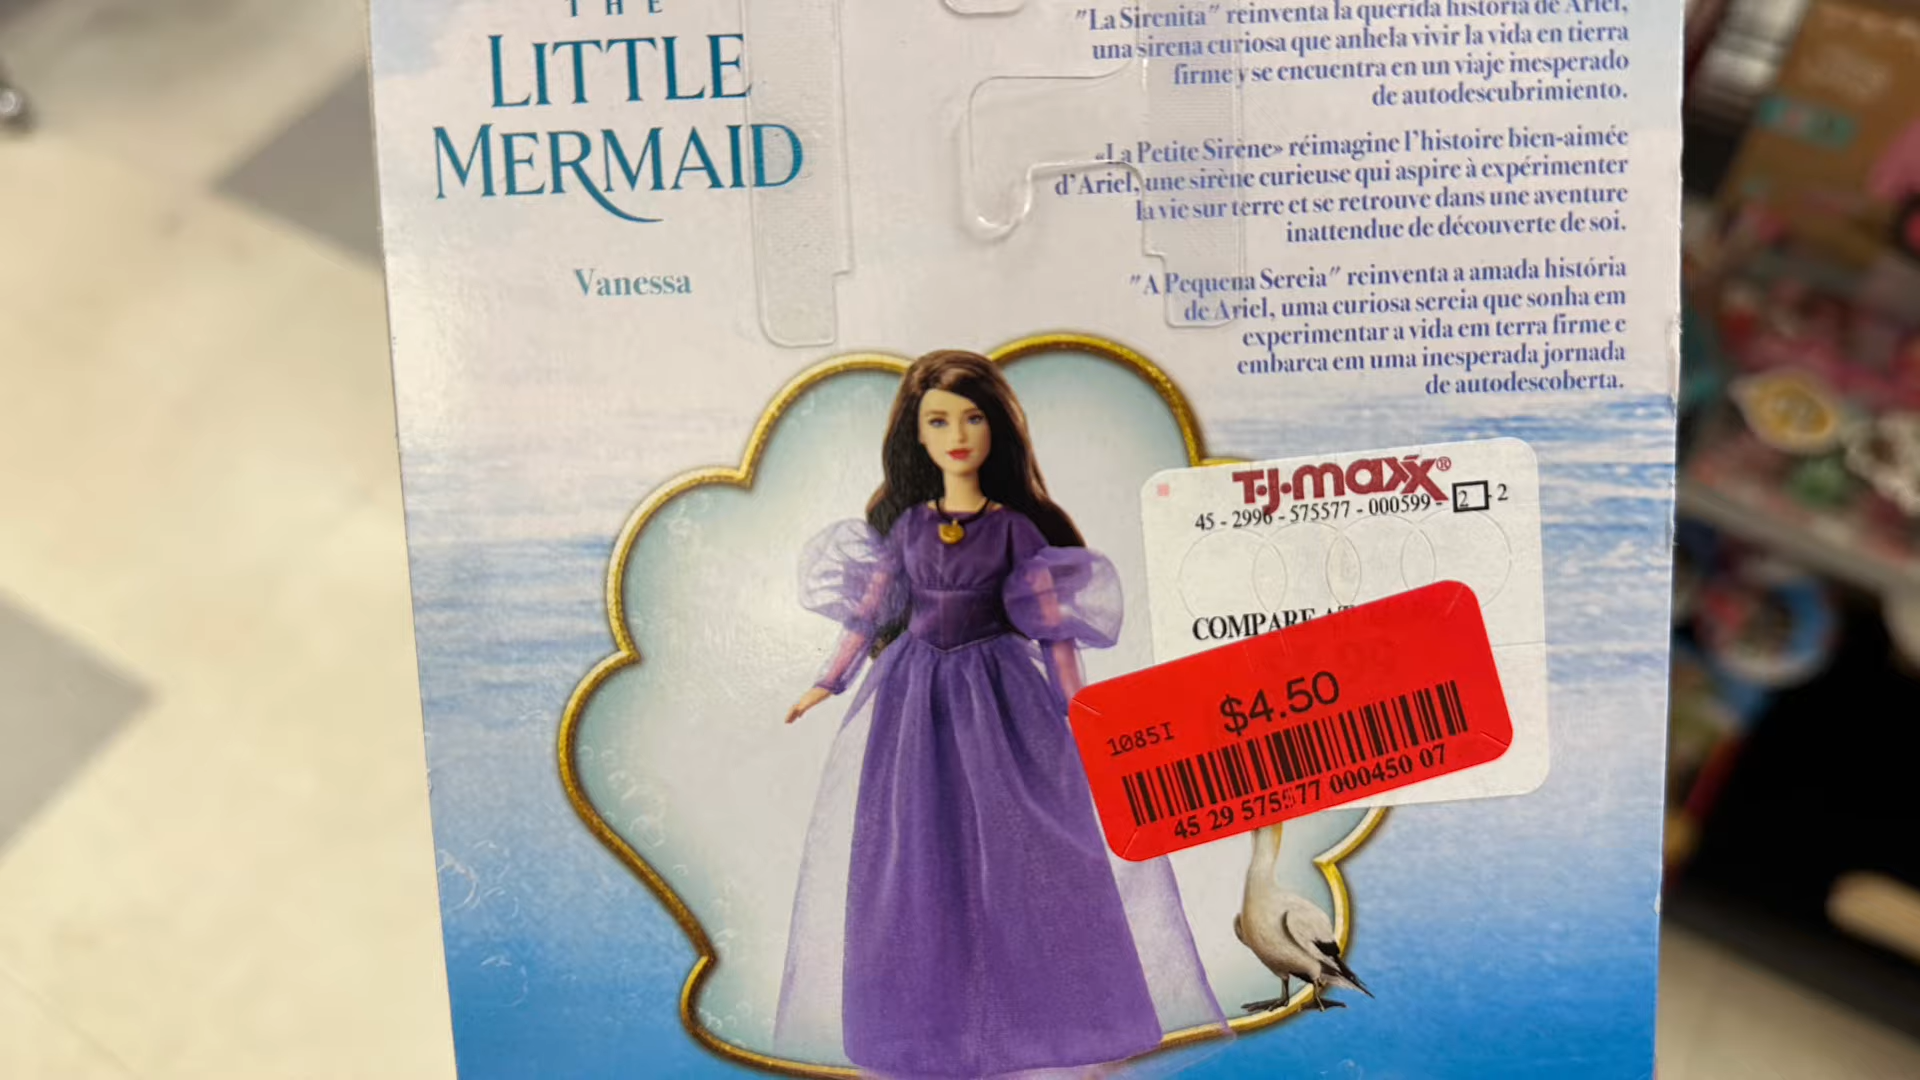 THE
LITTLE
MERMAID
Vanessa
"La Sirenita" reinventa la querida historia de Ariel,
una sirena curiosa que anhela vivir la vida en tierra
firme y se encuentra en un viaje inesperado
de autodescubrimiento.
«La Petite Sirène» réimagine l'histoire bien-aimée
d'Ariel, une sirène curieuse qui aspire à expérimenter
la vie sur terre et se retrouve dans une aventure
inattendue de découverte de soi.
"A Pequena Sereia" reinventa a amada história
de Ariel, uma curiosa sereia que sonha em
experimentar a vida em terra firme e
embarca em uma inesperada jornada
de autodescoberta.
T.J.maxx®
45 - 2996 - 575577 - 000599 - 2 - 2
COMPARE AT
$4.50
1085I
45 29 575577 000450 07